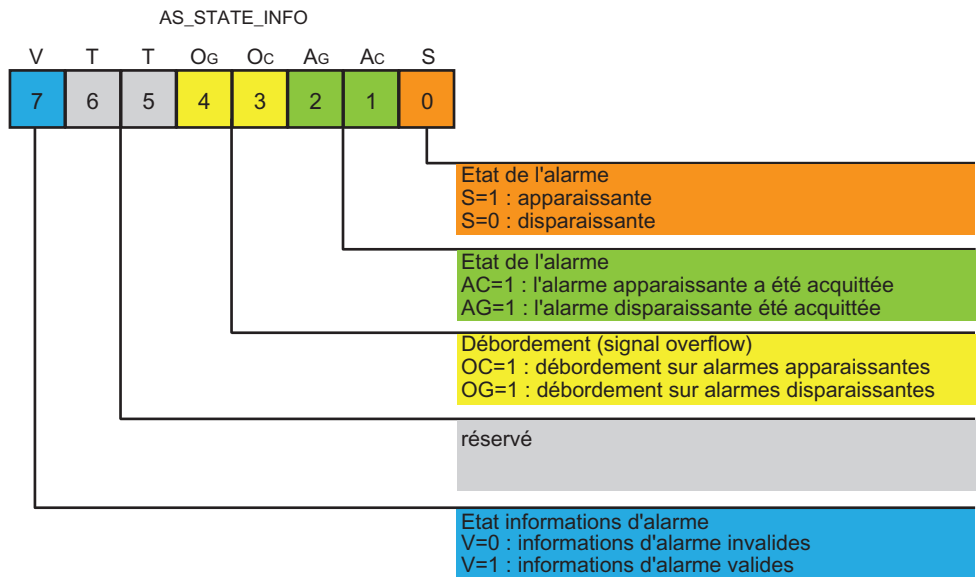 AS_STATE_INFO
V T T OG OC AG AC S
7 6 5 4 3 2 1 0
Etat de l'alarme
S=1 : apparaissante
S=0 : disparaissante
Etat de l'alarme
AC=1 : l'alarme apparaissante a été acquittée
AG=1 : l'alarme disparaissante été acquittée
Débordement (signal overflow)
OC=1 : débordement sur alarmes apparaissantes
OG=1 : débordement sur alarmes disparaissantes
réservé
Etat informations d'alarme
V=0 : informations d'alarme invalides
V=1 : informations d'alarme valides